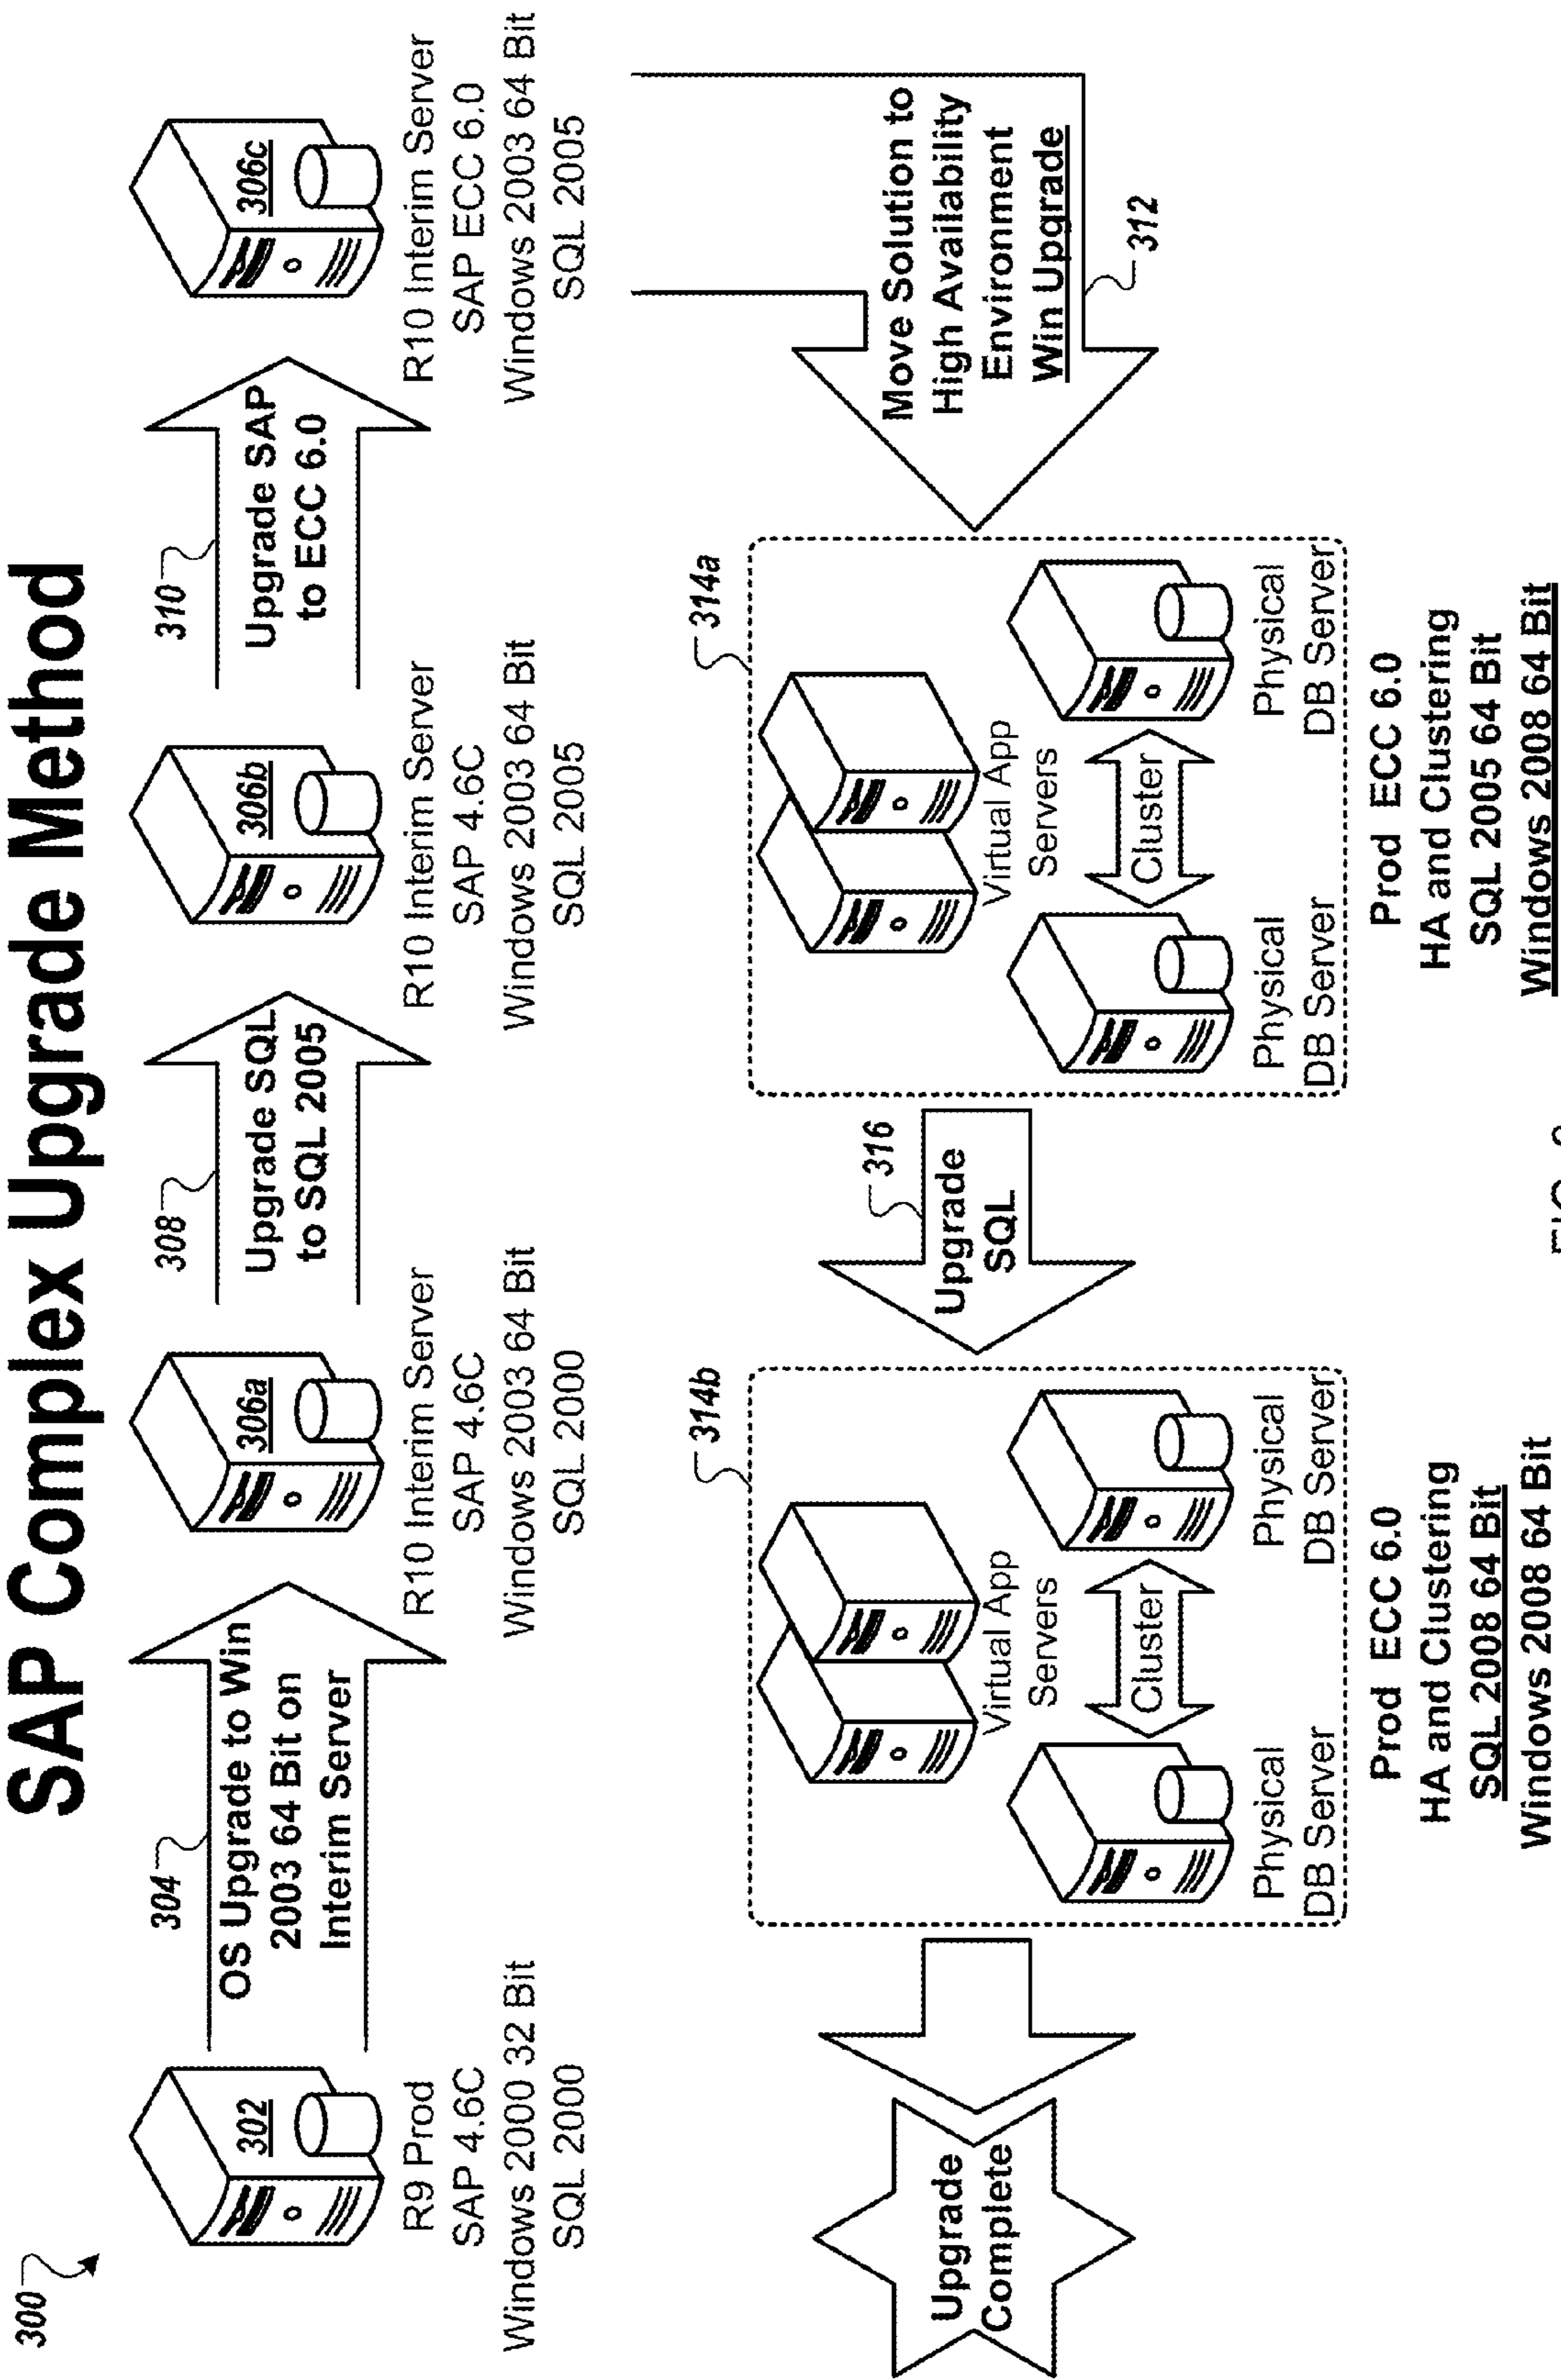 SAP Complex Upgrade Method
300
302
R9 Prod
SAP 4.6C
Windows 2000 32 Bit
SQL 2000
304
OS Upgrade to Win
2003 64 Bit on
Interim Server
306a
R10 Interim Server
SAP 4.6C
Windows 2003 64 Bit
SQL 2000
308
Upgrade SQL
to SQL 2005
306b
R10 Interim Server
SAP 4.6C
Windows 2003 64 Bit
SQL 2005
310
Upgrade SAP
to ECC 6.0
306c
R10 Interim Server
SAP ECC 6.0
Windows 2003 64 Bit
SQL 2005
Move Solution to
High Availability
Environment
Win Upgrade
312
314a
Virtual App
Servers
Cluster
Physical
DB Server
Physical
DB Server
Prod ECC 6.0
HA and Clustering
SQL 2005 64 Bit
Windows 2008 64 Bit
316
Upgrade
SQL
314b
Virtual App
Servers
Cluster
Physical
DB Server
Physical
DB Server
Prod ECC 6.0
HA and Clustering
SQL 2008 64 Bit
Windows 2008 64 Bit
Upgrade
Complete
FIG.